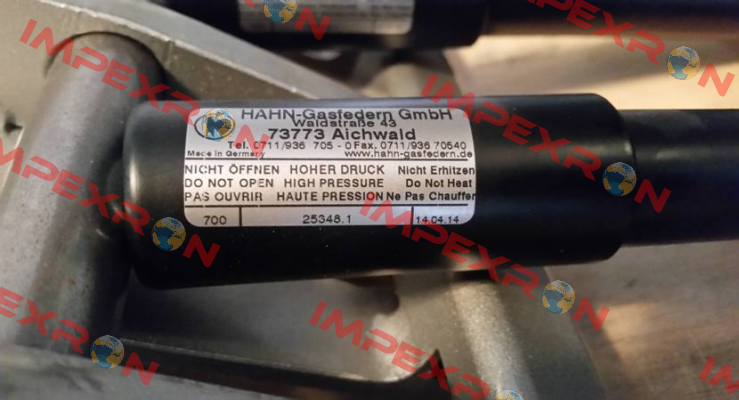 HAHN-Gasfedern GmbH
Waldstraße 43
73773 Aichwald
Tel. 0711/936 705 - 0 Fax. 0711/936 70540
Made in Germany www.hahn-gasfedern.de
NICHT ÖFFNEN HOHER DRUCK Nicht Erhitzen
DO NOT OPEN HIGH PRESSURE Do Not Heat
PAS OUVRIR HAUTE PRESSION Ne Pas Chauffer
700 25348.1 14.04.14
IMPEXRON
IMPEXRON
IMPEXRON
IMPEXRON
IMPEXRON
IMPEXRON